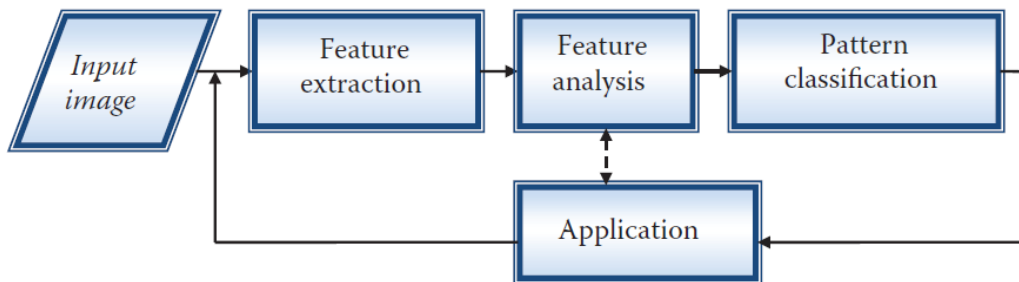 Input
image
Feature
extraction
Feature
analysis
Pattern
classification
Application